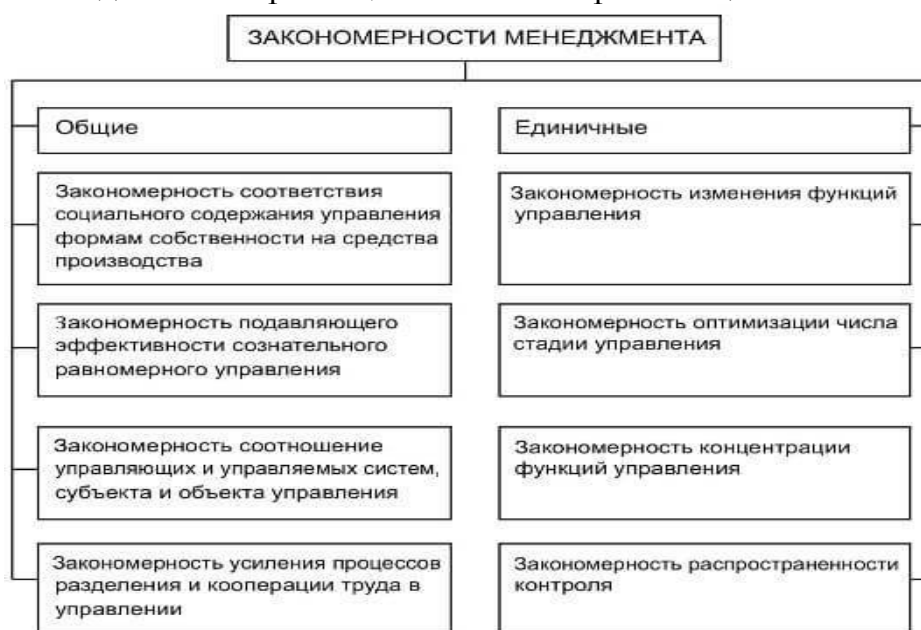 ЗАКОНОМЕРНОСТИ МЕНЕДЖМЕНТА
Общие
Закономерность соответствия
социального содержания управления
формам собственности на средства
производства
Закономерность подавляющего
эффективности сознательного
равномерного управления
Закономерность соотношение
управляющих и управляемых систем,
субъекта и объекта управления
Закономерность усиления процессов
разделения и кооперации труда в
управлении
Единичные
Закономерность изменения функций
управления
Закономерность оптимизации числа
стадии управления
Закономерность концентрации
функций управления
Закономерность распространенности
контроля